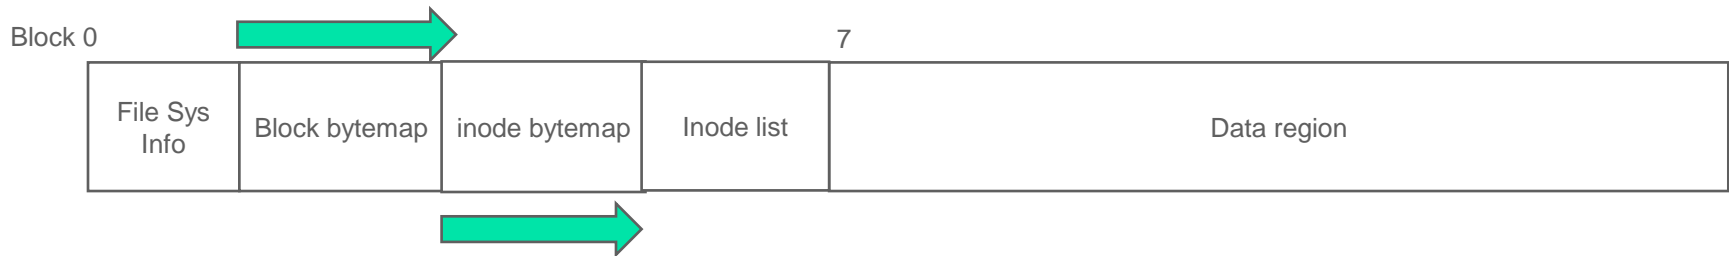 Block 0
7
File Sys
Info
Block bytemap
inode bytemap
Inode list
Data region